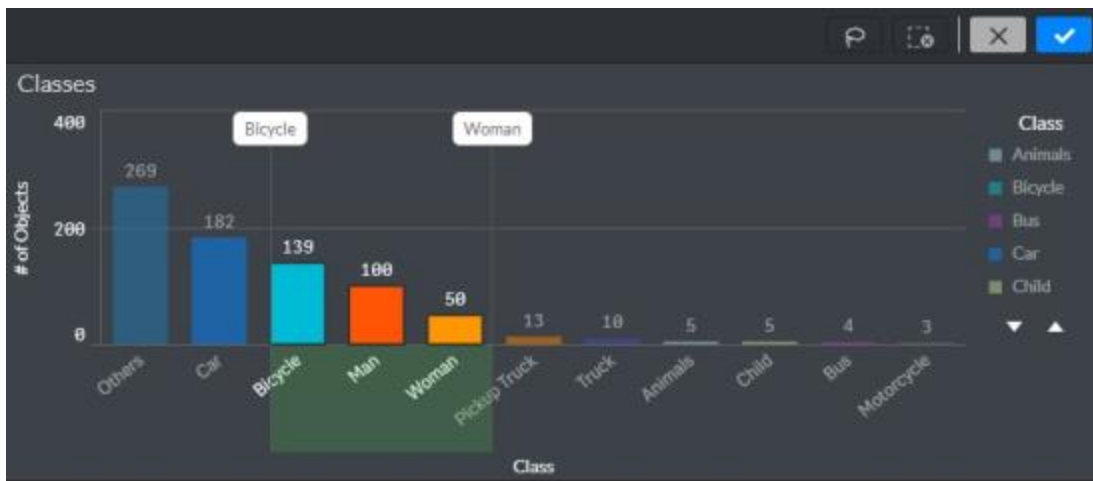 Classes
400
200
0
# of Objects
Bicycle
Woman
269
182
139
100
50
13
10
5
5
4
3
Others
Car
Bicycle
Man
Woman
Pickup Truck
Truck
Animals
Child
Bus
Motorcycle
Class
Class
Animals
Bicycle
Bus
Car
Child